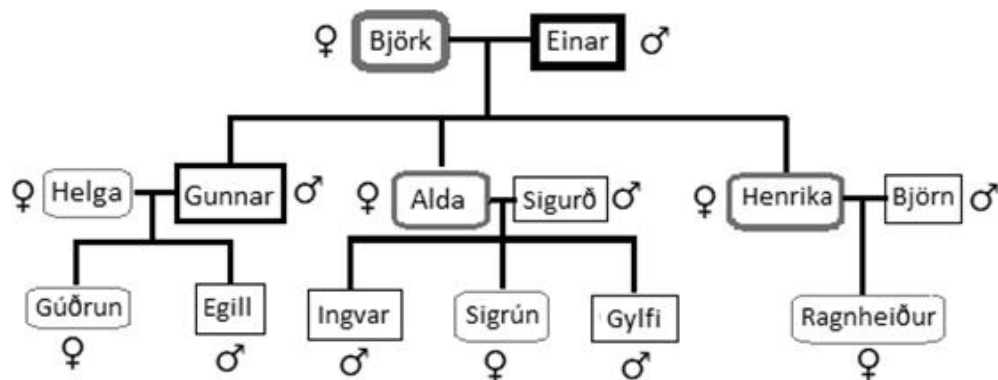 Björk Einar
Helga Gunnar Alda Sigurð Henrika Björn
Gúðrun Egill Ingvar Sigrún Gylfi Ragnheiður